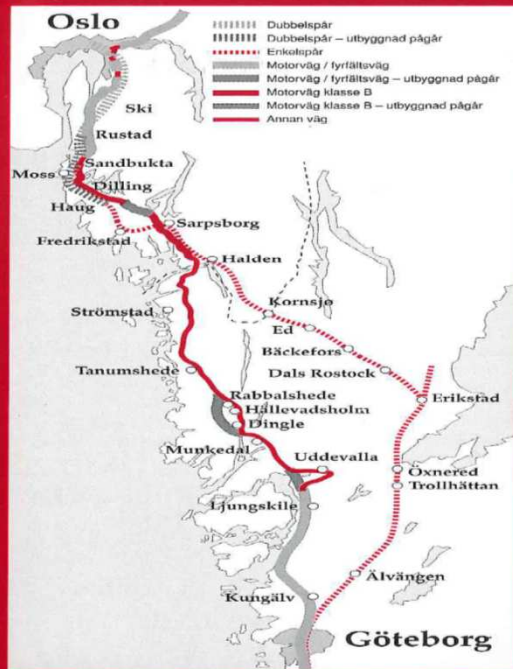 Oslo
Dubbelspår
Dubbelspår – utbyggnad pågår
Enkelspår
Motorväg / fyrfältsväg
Motorväg / fyrfältsväg – utbyggnad pågår
Motorväg klasse B
Motorväg klasse B – utbyggnad pågår
Annan väg
Ski
Rustad
Sandbukta
Moss
Dilling
Haug
Sarpsborg
Fredrikstad
Halden
Kornsjø
Strömstad
Ed
Bäckefors
Tanumshede
Dals Rostock
Rabbalshede
Erikstad
Hällevadsholm
Dingle
Munkedal
Uddevalla
Öxnered
Trollhättan
Ljungskile
Älvängen
Kungälv
Göteborg